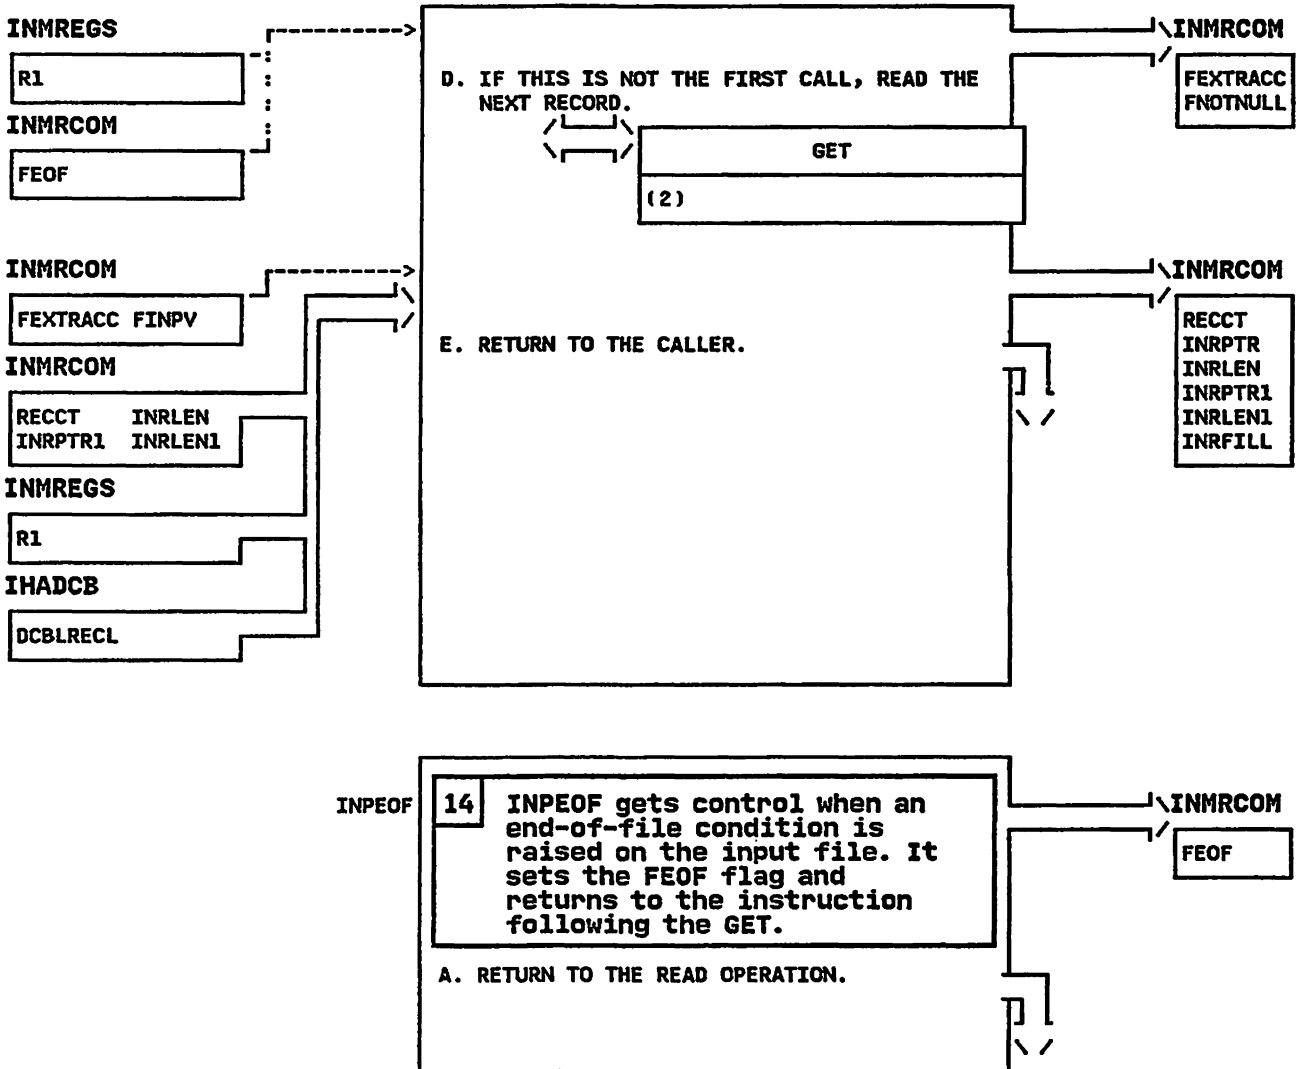 INMREGS
R1
INMRCOM
FEOF
D. IF THIS IS NOT THE FIRST CALL, READ THE
NEXT RECORD.
GET
(2)
INMRCOM
FEXTRACC
FNOTNULL
INMRCOM
FEXTRACC FINPV
INMRCOM
RECCT INRLEN
INRPTR1 INRLEN1
INMREGS
R1
IHADCB
DCBLRECL
E. RETURN TO THE CALLER.
INMRCOM
RECCT
INRPTR
INRLEN
INRPTR1
INRLEN1
INRFILL
INPEOF
14
INPEOF gets control when an
end-of-file condition is
raised on the input file. It
sets the FEOF flag and
returns to the instruction
following the GET.
A. RETURN TO THE READ OPERATION.
INMRCOM
FEOF